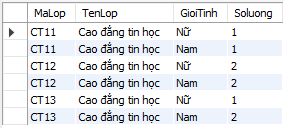 MaLop TenLop GioiTinh Soluong
CT11 Cao đẳng tin học Nữ 1
CT11 Cao đẳng tin học Nam 1
CT12 Cao đẳng tin học Nữ 2
CT12 Cao đẳng tin học Nam 2
CT13 Cao đẳng tin học Nữ 1
CT13 Cao đẳng tin học Nam 2